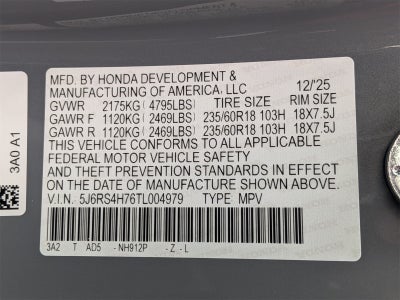 MFD. BY HONDA DEVELOPMENT &
MANUFACTURING OF AMERICA, LLC 12/'25
GVWR 2175KG (4795LBS) TIRE SIZE RIM SIZE
GAWR F 1120KG (2469LBS) 235/60R18 103H 18X7.5J
GAWR R 1120KG (2469LBS) 235/60R18 103H 18X7.5J
THIS VEHICLE CONFORMS TO ALL APPLICABLE
FEDERAL MOTOR VEHICLE SAFETY
AND THEFT PREVENTION STANDARDS IN EFFECT ON THE
DATE OF MANUFACTURE SHOWN ABOVE.
V.I.N. 5J6RS4H76TL004979 TYPE MPV
3A2 T AD5 -NH912P -Z-L
3A0 A1